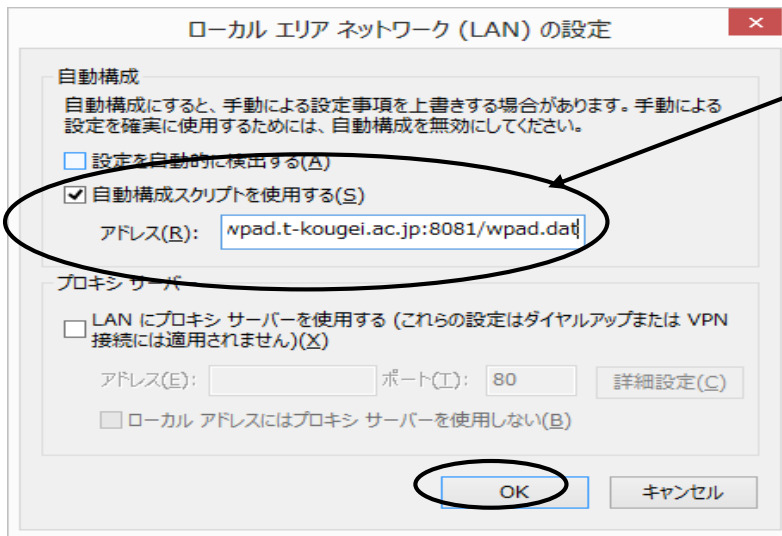 ローカル エリア ネットワーク (LAN) の設定
自動構成
自動構成にすると、手動による設定事項を上書きする場合があります。手動による
設定を確実に使用するためには、自動構成を無効にしてください。
設定を自動的に検出する(A)
自動構成スクリプトを使用する(S)
アドレス(R): wpad.t-kougei.ac.jp:8081/wpad.dat
プロキシ サーバー
LAN にプロキシ サーバーを使用する (これらの設定はダイヤルアップまたは VPN
接続には適用されません)(X)
アドレス(E): ポート(T): 80 詳細設定(C)
ローカル アドレスにはプロキシ サーバーを使用しない(B)
OK キャンセル